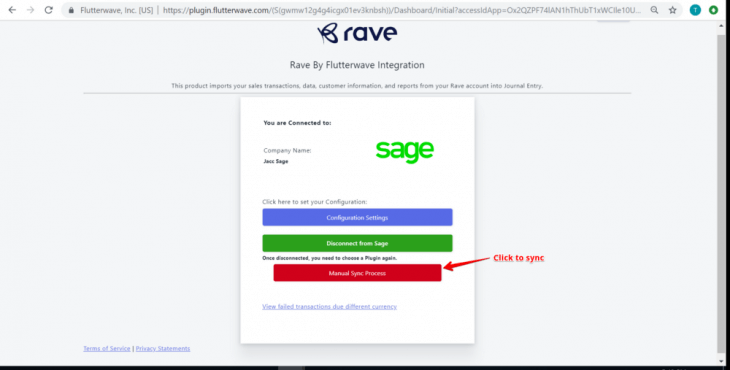 Flutterwave, Inc. [US] | https://plugin.flutterwave.com/(S(gwmw12g4g4icgx01ev3knbsh))/Dashboard/Initial?accessIdApp=Ox2QZPF74IAN1hThUbT1xWCIle10U...
T
rave
Rave By Flutterwave Integration
This product imports your sales transactions, data, customer information, and reports from your Rave account into Journal Entry.
You are Connected to:
Company Name:
sage
Jecc Sage
Click here to set your Configuration:
Configuration Settings
Disconnect from Sage
Once disconnected, you need to choose a Plugin again.
Manual Sync Process
Click to sync
View failed transactions due different currency
Terms of Service | Privacy Statements